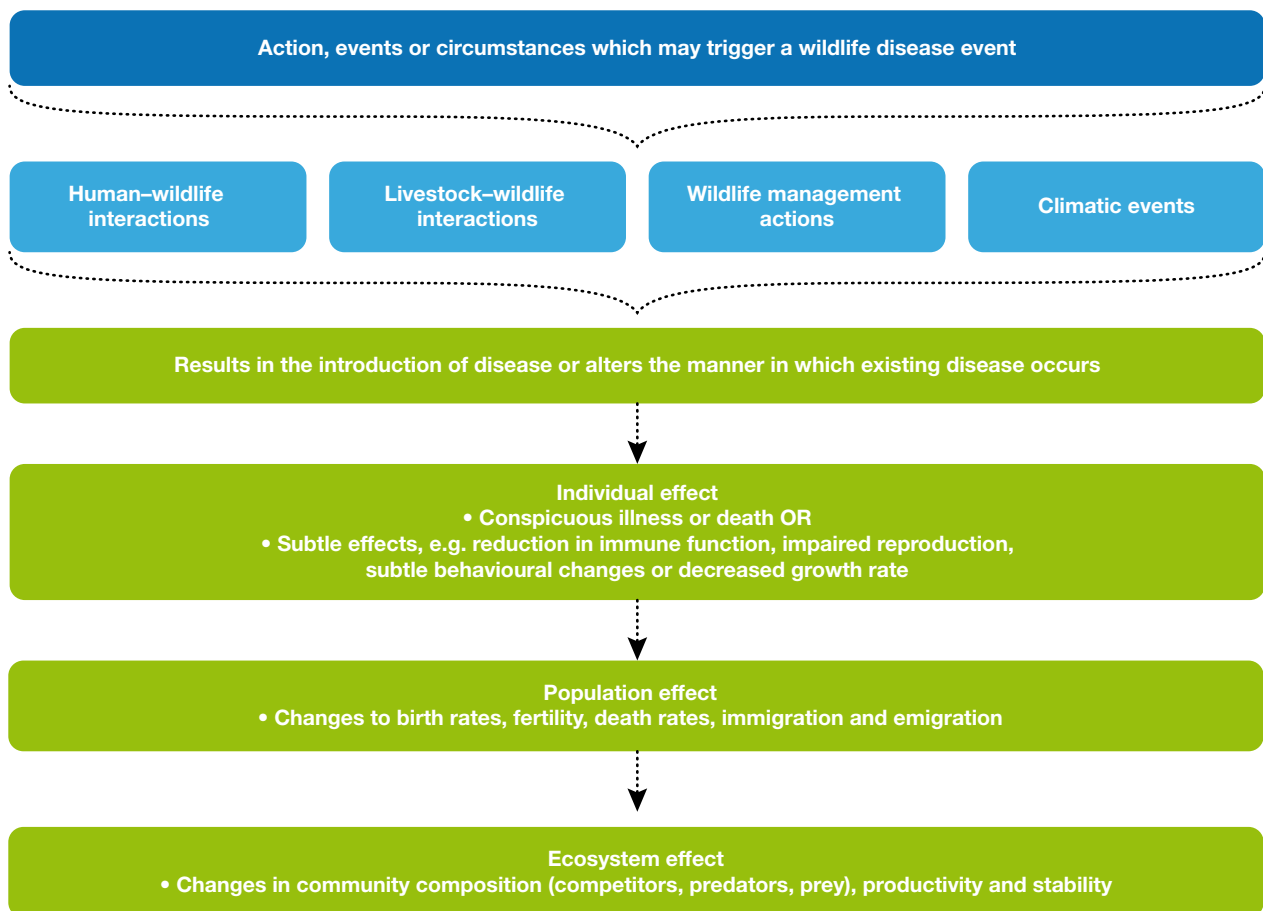 Action, events or circumstances which may trigger a wildlife disease event
Human–wildlife
interactions
Livestock–wildlife
interactions
Wildlife management
actions
Climatic events
Results in the introduction of disease or alters the manner in which existing disease occurs
Individual effect
• Conspicuous illness or death OR
• Subtle effects, e.g. reduction in immune function, impaired reproduction,
subtle behavioural changes or decreased growth rate
Population effect
• Changes to birth rates, fertility, death rates, immigration and emigration
Ecosystem effect
• Changes in community composition (competitors, predators, prey), productivity and stability